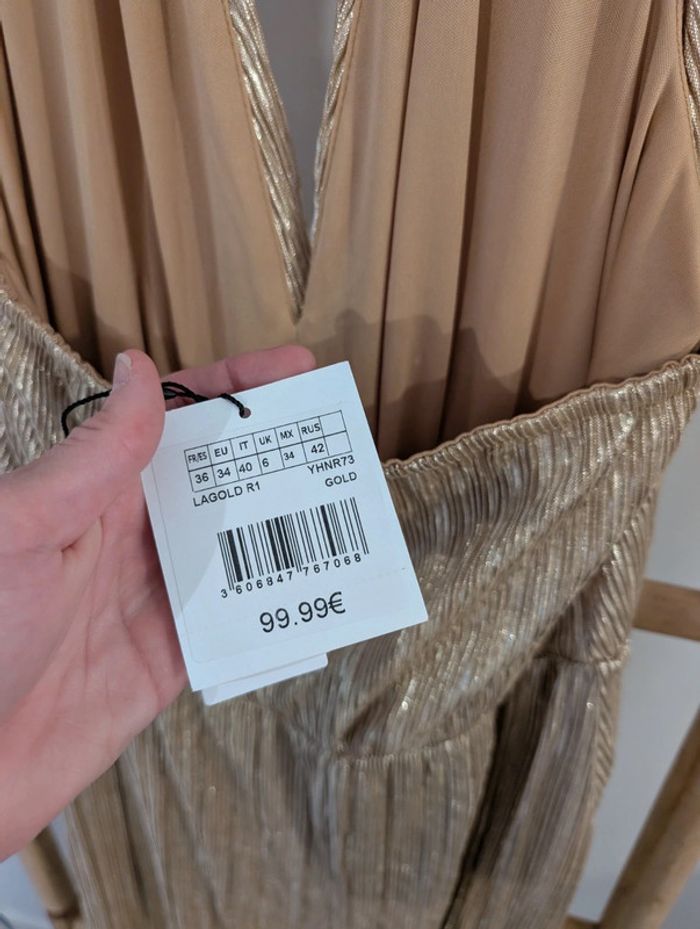 FR/ES EU IT UK MX RUS
36 34 40 6 34 42
LAGOLD R1 YHNR73
GOLD
3 606847 767068
99.99€